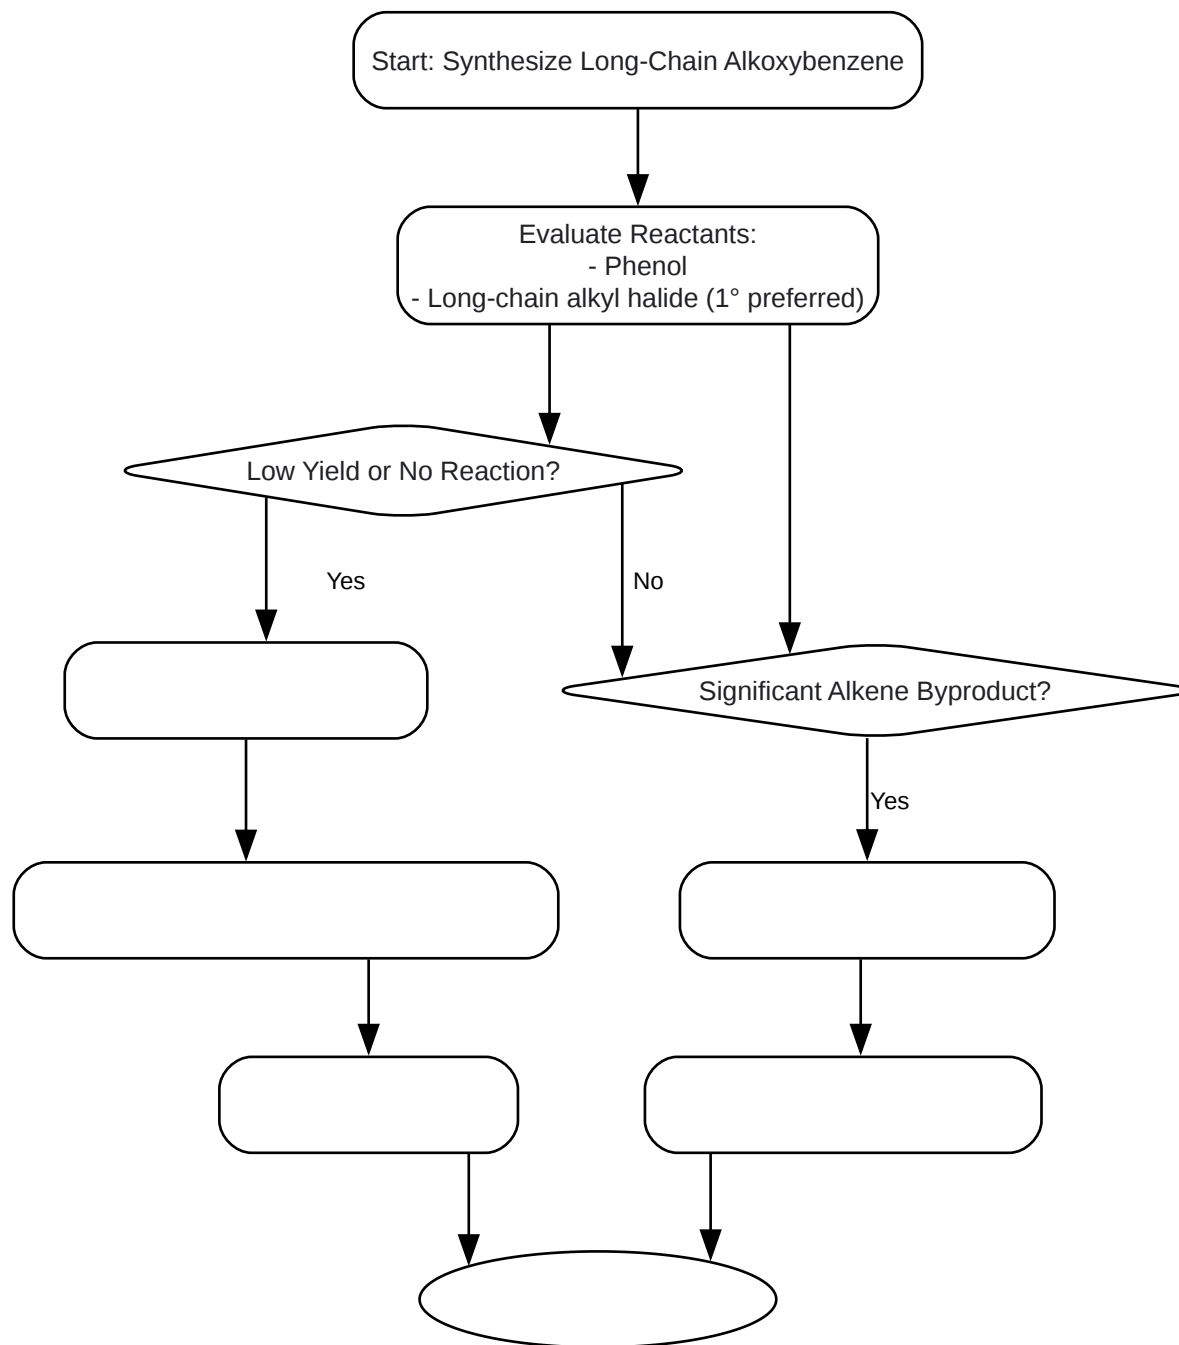 Start: Synthesize Long-Chain Alkoxybenzene
Evaluate Reactants:
- Phenol
- Long-chain alkyl halide (1° preferred)
Low Yield or No Reaction?
Yes
No
Significant Alkene Byproduct?
Yes